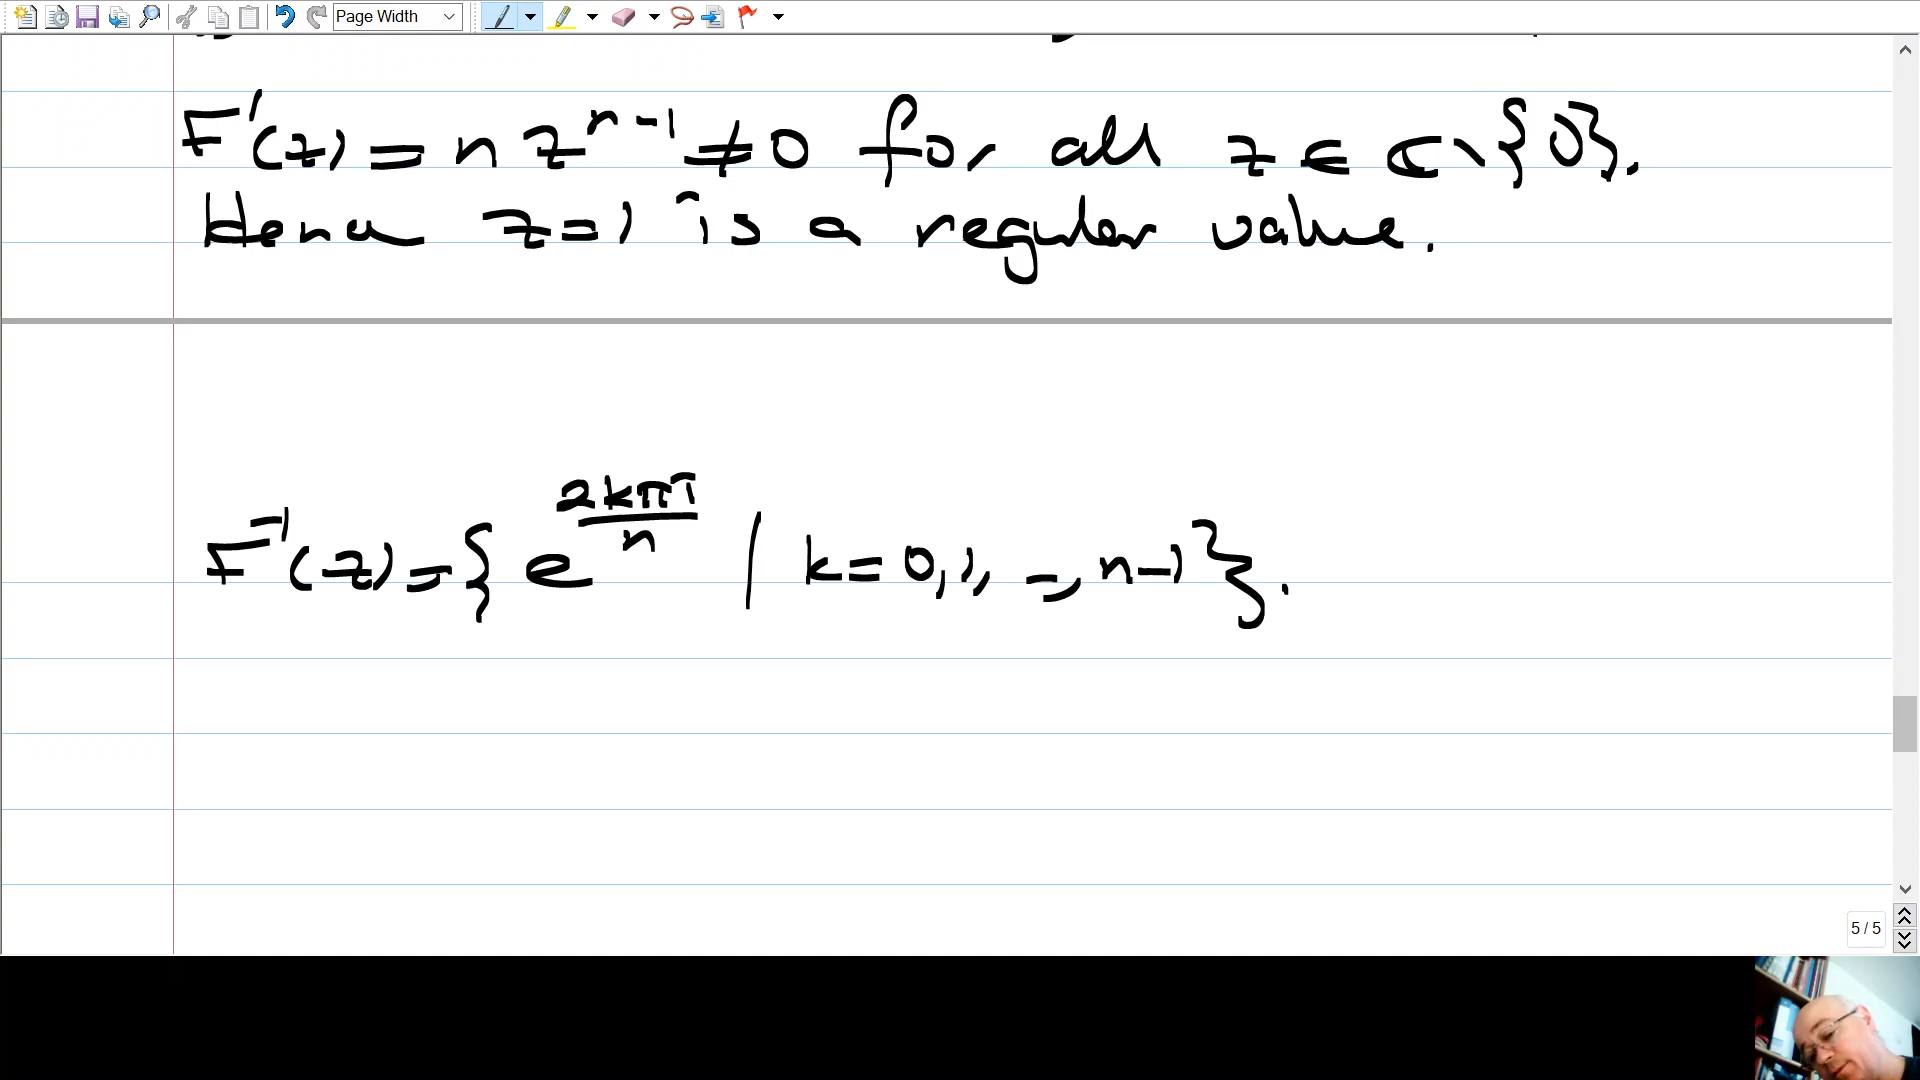 Page Width
F'(z) = n z^{n-1} ≠ 0 for all z ∈ ℂ \ {0}.
Hence z=1 is a regular value.
F^{-1}(z) = { e^{\frac{2kπi}{n}} | k = 0, 1, –, n-1 }.
5 / 5